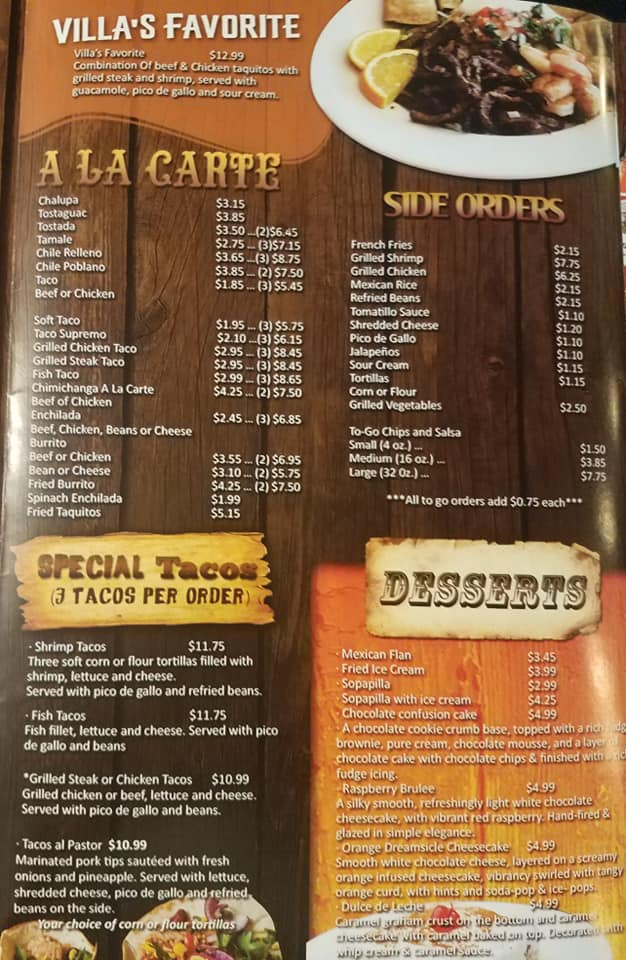 VILLA'S FAVORITE
Villa's Favorite $12.99
Combination Of beef & Chicken taquitos with
grilled steak and shrimp, served with
guacamole, pico de gallo and sour cream.
A LA CARTE
Chalupa $3.15
Tostaguac $3.85
Tostada $3.50 ...(2)$6.45
Tamale $2.75 ... (3)$7.15
Chile Relleno $3.65 ...(3) $8.75
Chile Poblano $3.85 ... (2) $7.50
Taco $1.85 ... (3) $5.45
Beef or Chicken
Soft Taco $1.95 ... (3) $5.75
Taco Supremo $2.10 ...(3) $6.15
Grilled Chicken Taco $2.95 ... (3) $8.45
Grilled Steak Taco $2.95 ... (3) $8.45
Fish Taco $2.99 ... (3) $8.65
Chimichanga A La Carte $4.25 ... (2) $7.50
Beef of Chicken
Enchilada $2.45 ... (3) $6.85
Beef, Chicken, Beans or Cheese
Burrito
Beef or Chicken $3.55 ... (2) $6.95
Bean or Cheese $3.10 ... (2) $5.75
Fried Burrito $4.25 ... (2) $7.50
Spinach Enchilada $1.99
Fried Taquitos $5.15
SPECIAL Tacos
(3 TACOS PER ORDER)
· Shrimp Tacos $11.75
Three soft corn or flour tortillas filled with
shrimp, lettuce and cheese.
Served with pico de gallo and refried beans.
· Fish Tacos $11.75
Fish fillet, lettuce and cheese. Served with pico
de gallo and beans
*Grilled Steak or Chicken Tacos $10.99
Grilled chicken or beef, lettuce and cheese.
Served with pico de gallo and beans.
· Tacos al Pastor $10.99
Marinated pork tips sautéed with fresh
onions and pineapple. Served with lettuce,
shredded cheese, pico de gallo and refried
beans on the side.
Your choice of corn or flour tortillas
SIDE ORDERS
French Fries $2.15
Grilled Shrimp $7.75
Grilled Chicken $6.25
Mexican Rice $2.15
Refried Beans $2.15
Tomatillo Sauce $1.10
Shredded Cheese $1.20
Pico de Gallo $1.10
Jalapeños $1.10
Sour Cream $1.15
Tortillas $1.15
Corn or Flour
Grilled Vegetables $2.50
To-Go Chips and Salsa
Small (4 oz.) ... $1.50
Medium (16 oz.) ... $3.85
Large (32 0z.) ... $7.75
***All to go orders add $0.75 each***
DESSERTS
· Mexican Flan $3.45
· Fried Ice Cream $3.99
· Sopapilla $2.99
· Sopapilla with ice cream $4.25
· Chocolate confusion cake $4.99
· A chocolate cookie crumb base, topped with a rich
brownie, pure cream, chocolate mousse, and a layer
chocolate cake with chocolate chips & finished with
fudge icing.
· Raspberry Brulee $4.99
A silky smooth, refreshingly light white chocolate
cheesecake, with vibrant red raspberry. Hand-fired &
glazed in simple elegance.
· Orange Dreamsicle Cheesecake $4.99
Smooth white chocolate cheese, layered on a screamy
orange infused cheesecake, vibrancy swirled with tangy
orange curd, with hints and soda-pop & ice- pops.
· Dulce de Leche $4.99
Caramel graham crust on the bottom and caramel
cheesecake with caramel baked on top. Decorated with
whip cream & caramel sauce.